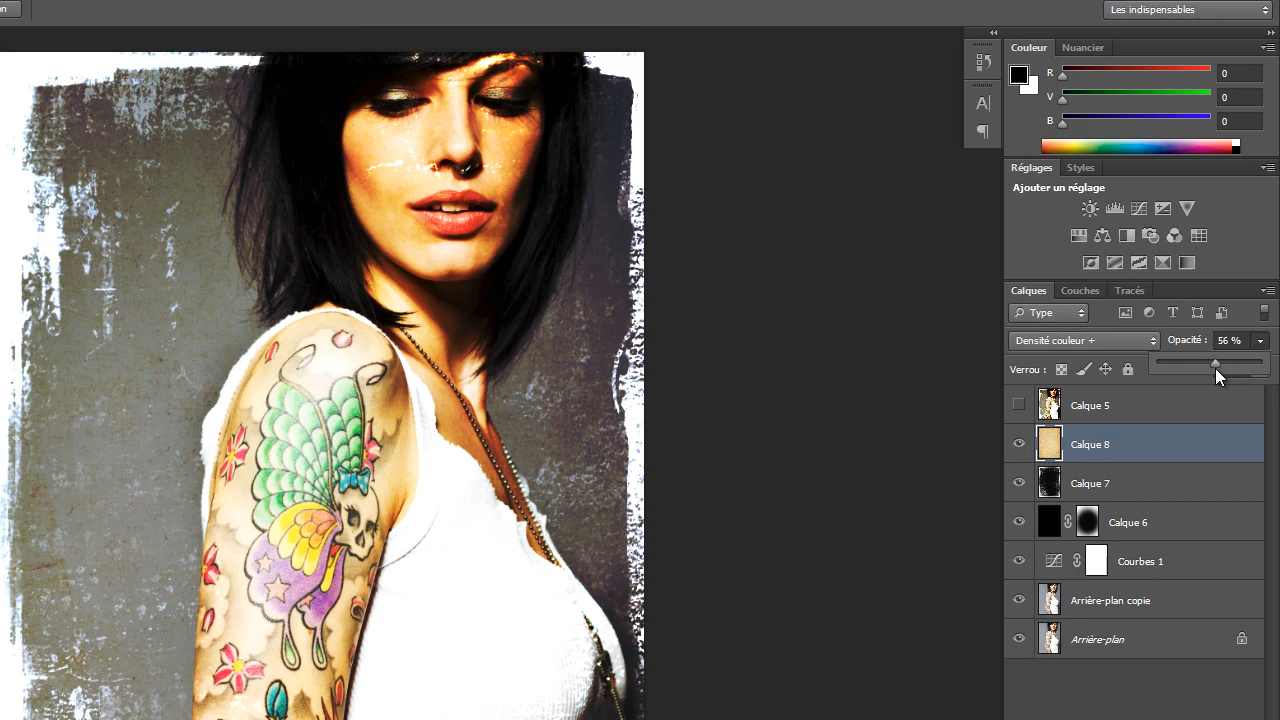 on
Les indispensables
Couleur Nuancier
R 0
V 0
B 0
Réglages Styles
Ajouter un réglage
Calques Couches Tracés
Type
Densité couleur + Opacité : 56 %
Verrou :
Calque 5
Calque 8
Calque 7
Calque 6
Courbes 1
Arrière-plan copie
Arrière-plan